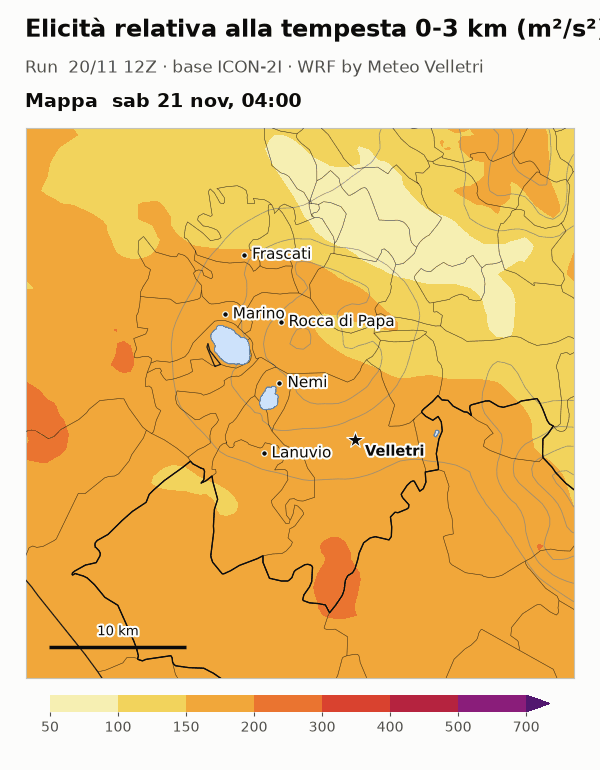 Elicità relativa alla tempesta 0-3 km (m²/s²)
Run 20/11 12Z · base ICON-2I · WRF by Meteo Velletri
Mappa sab 21 nov, 04:00
Frascati
Marino
Rocca di Papa
Nemi
Velletri
Lanuvio
10 km
50 100 150 200 300 400 500 700